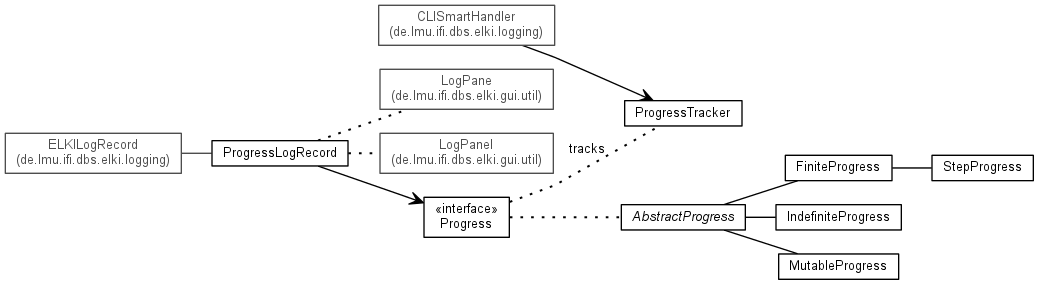 CLISmartHandler
(de.lmu.ifi.dbs.elki.logging)
LogPane
(de.lmu.ifi.dbs.elki.gui.util)
ProgressTracker
ELKILogRecord
(de.lmu.ifi.dbs.elki.logging)
ProgressLogRecord
LogPanel
(de.lmu.ifi.dbs.elki.gui.util)
tracks
FiniteProgress
StepProgress
«interface»
Progress
AbstractProgress
IndefiniteProgress
MutableProgress